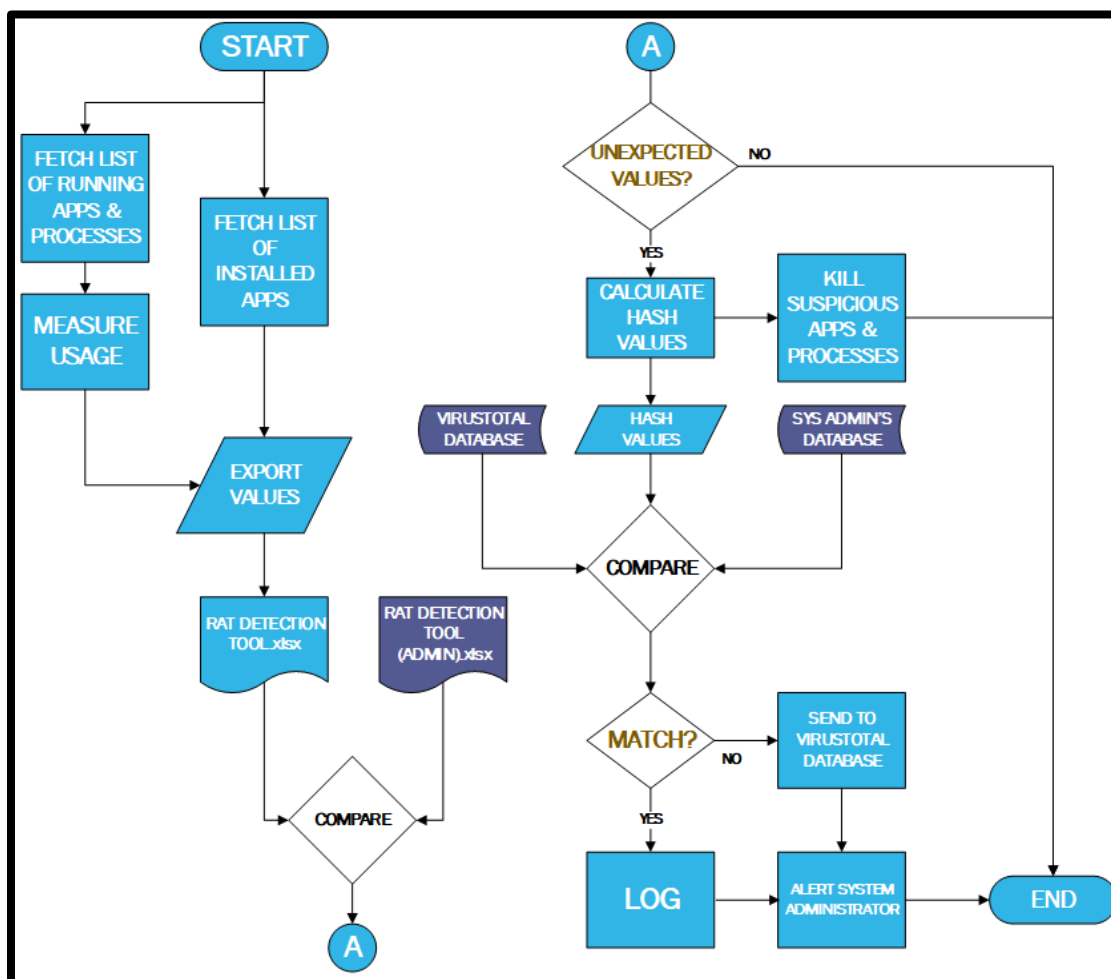 START
FETCH LIST
OF RUNNING
APPS &
PROCESSES
MEASURE
USAGE
FETCH LIST
OF
INSTALLED
APPS
EXPORT
VALUES
RAT DETECTION
TOOL.xlsx
RAT DETECTION
TOOL
(ADMIN).xlsx
COMPARE
A
A
UNEXPECTED
VALUES?
NO
YES
CALCULATE
HASH
VALUES
KILL
SUSPICIOUS
APPS &
PROCESSES
VIRUSTOTAL
DATABASE
HASH
VALUES
SYS ADMIN'S
DATABASE
COMPARE
MATCH?
NO
SEND TO
VIRUSTOTAL
DATABASE
YES
LOG
ALERT SYSTEM
ADMINISTRATOR
END